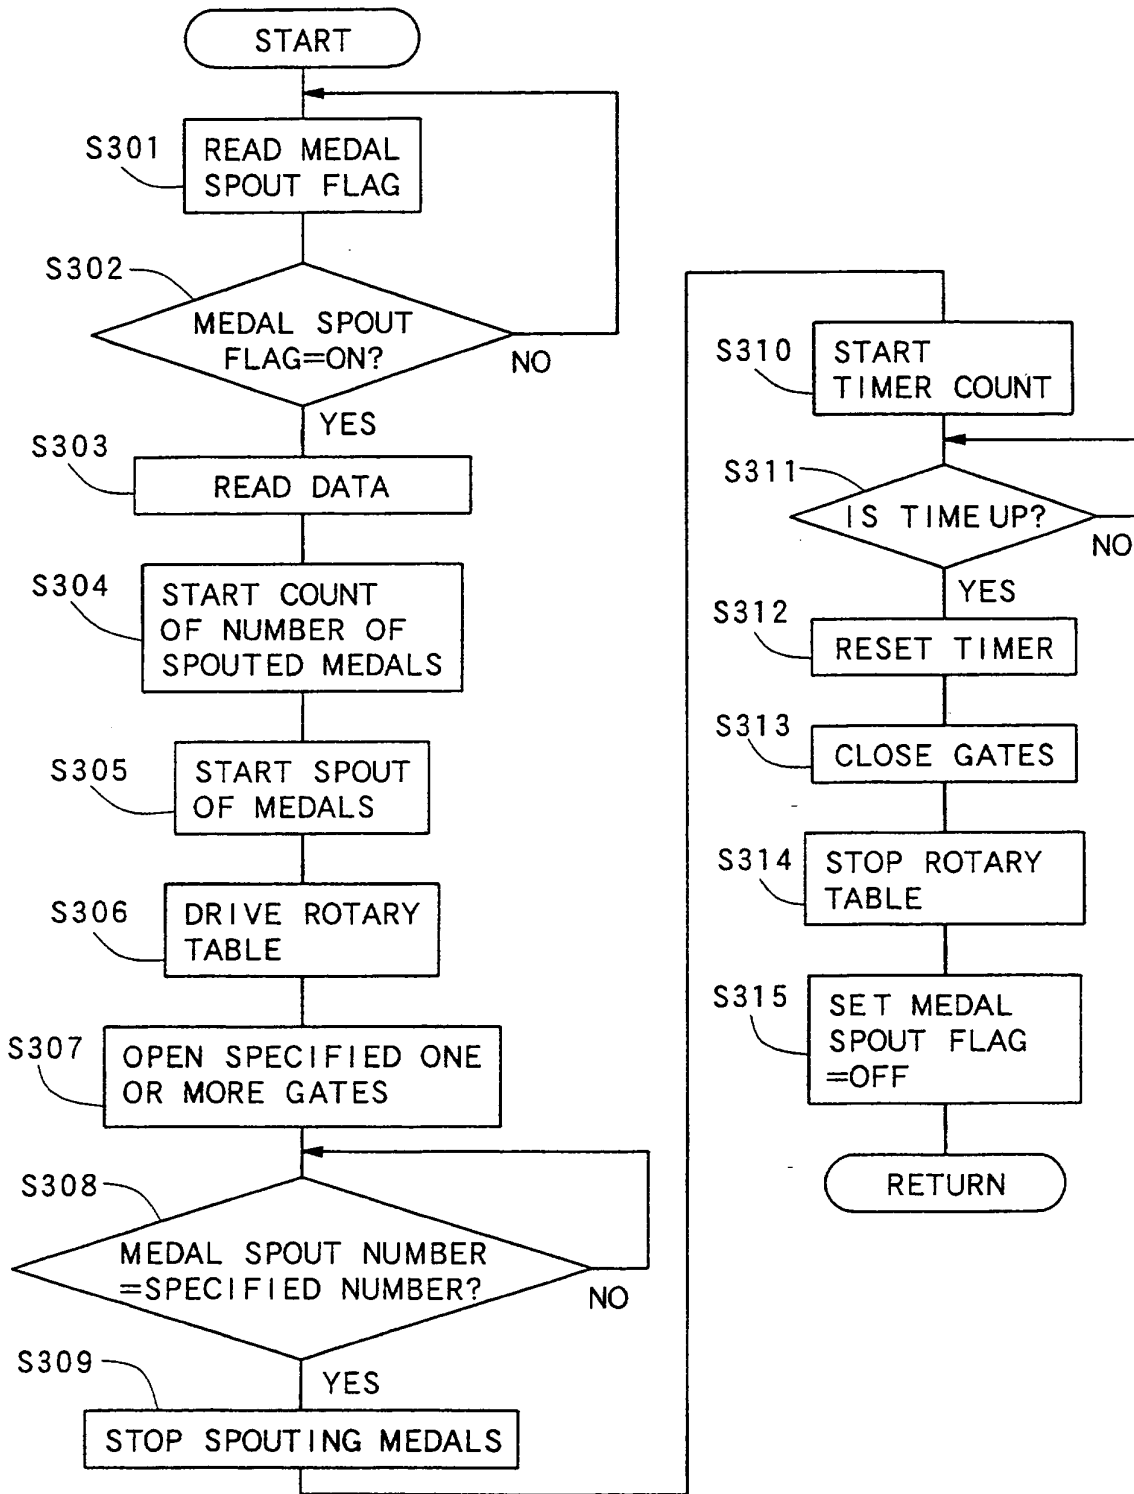 START
S301
READ MEDAL
SPOUT FLAG
S302
MEDAL SPOUT
FLAG=ON?
NO
YES
S303
READ DATA
S304
START COUNT
OF NUMBER OF
SPOUTED MEDALS
S305
START SPOUT
OF MEDALS
S306
DRIVE ROTARY
TABLE
S307
OPEN SPECIFIED ONE
OR MORE GATES
S308
MEDAL SPOUT NUMBER
=SPECIFIED NUMBER?
NO
YES
S309
STOP SPOUTING MEDALS
S310
START
TIMER COUNT
S311
IS TIME UP?
NO
YES
S312
RESET TIMER
S313
CLOSE GATES
S314
STOP ROTARY
TABLE
S315
SET MEDAL
SPOUT FLAG
=OFF
RETURN